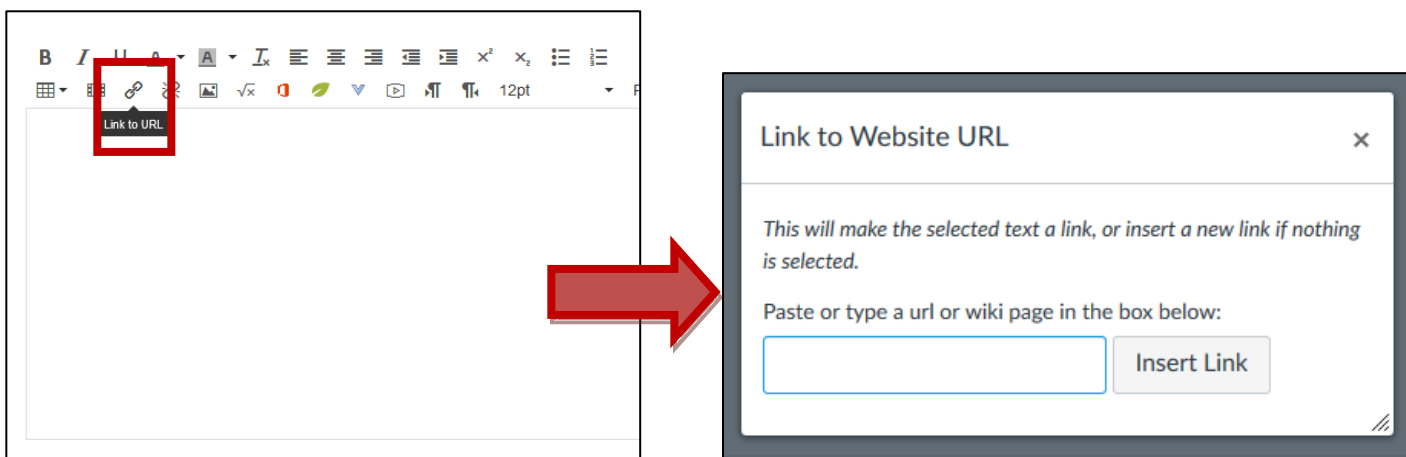 B I U A A Ix x² x₂
√x 12pt
Link to URL
Link to Website URL
×
This will make the selected text a link, or insert a new link if nothing
is selected.
Paste or type a url or wiki page in the box below:
Insert Link